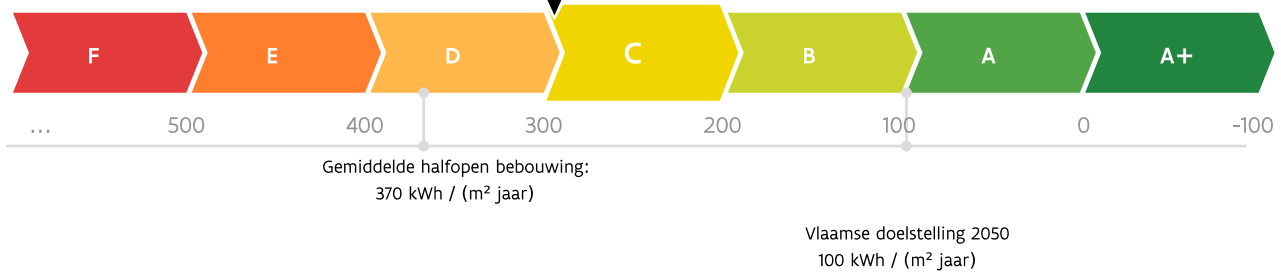 F E D C B A A+
... 500 400 300 200 100 0 -100
Gemiddelde halfopen bebouwing:
370 kWh / (m² jaar)
Vlaamse doelstelling 2050
100 kWh / (m² jaar)